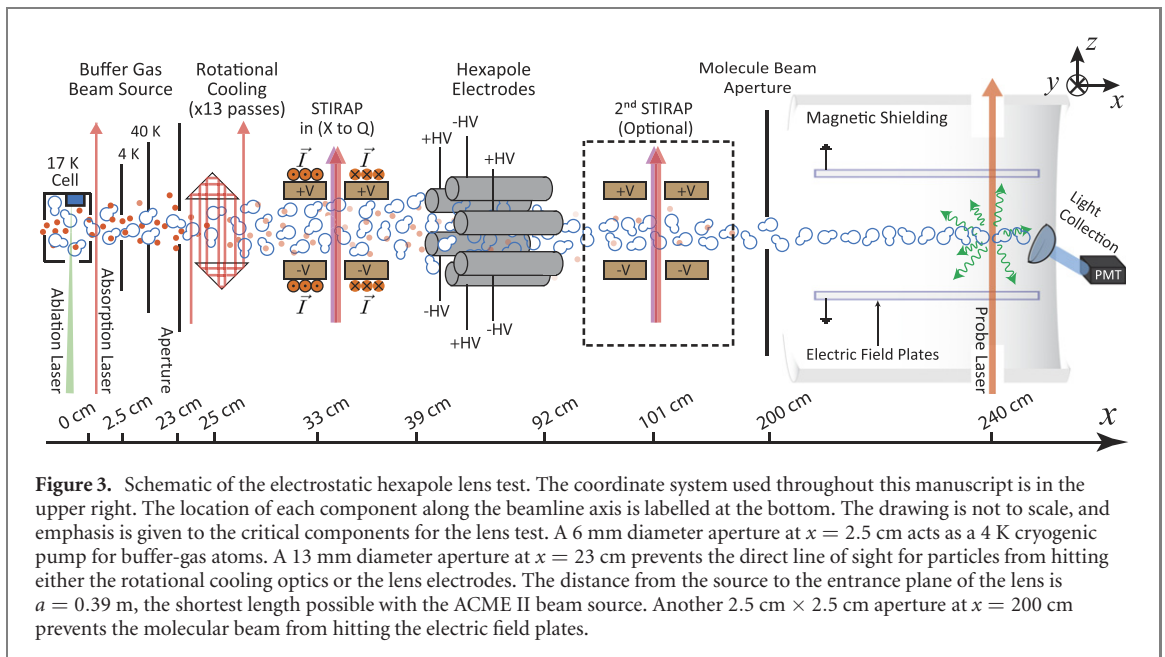 Buffer Gas
Beam Source
Rotational
Cooling
(x13 passes)
STIRAP
in (X to Q)
Hexapole
Electrodes
2nd STIRAP
(Optional)
Molecule Beam
Aperture
z
y
x
Magnetic Shielding
17 K
Cell
4 K
40 K
I⃗
I⃗
+V
+V
-V
-V
I⃗
I⃗
+HV
-HV
+HV
-HV
+HV
-HV
+V
+V
-V
-V
Light
Collection
PMT
Ablation Laser
Absorption Laser
Aperture
Electric Field Plates
Probe Laser
0 cm
2.5 cm
23 cm
25 cm
33 cm
39 cm
92 cm
101 cm
200 cm
240 cm
x
Figure 3. Schematic of the electrostatic hexapole lens test. The coordinate system used throughout this manuscript is in the
upper right. The location of each component along the beamline axis is labelled at the bottom. The drawing is not to scale, and
emphasis is given to the critical components for the lens test. A 6 mm diameter aperture at x = 2.5 cm acts as a 4 K cryogenic
pump for buffer-gas atoms. A 13 mm diameter aperture at x = 23 cm prevents the direct line of sight for particles from hitting
either the rotational cooling optics or the lens electrodes. The distance from the source to the entrance plane of the lens is
a = 0.39 m, the shortest length possible with the ACME II beam source. Another 2.5 cm × 2.5 cm aperture at x = 200 cm
prevents the molecular beam from hitting the electric field plates.